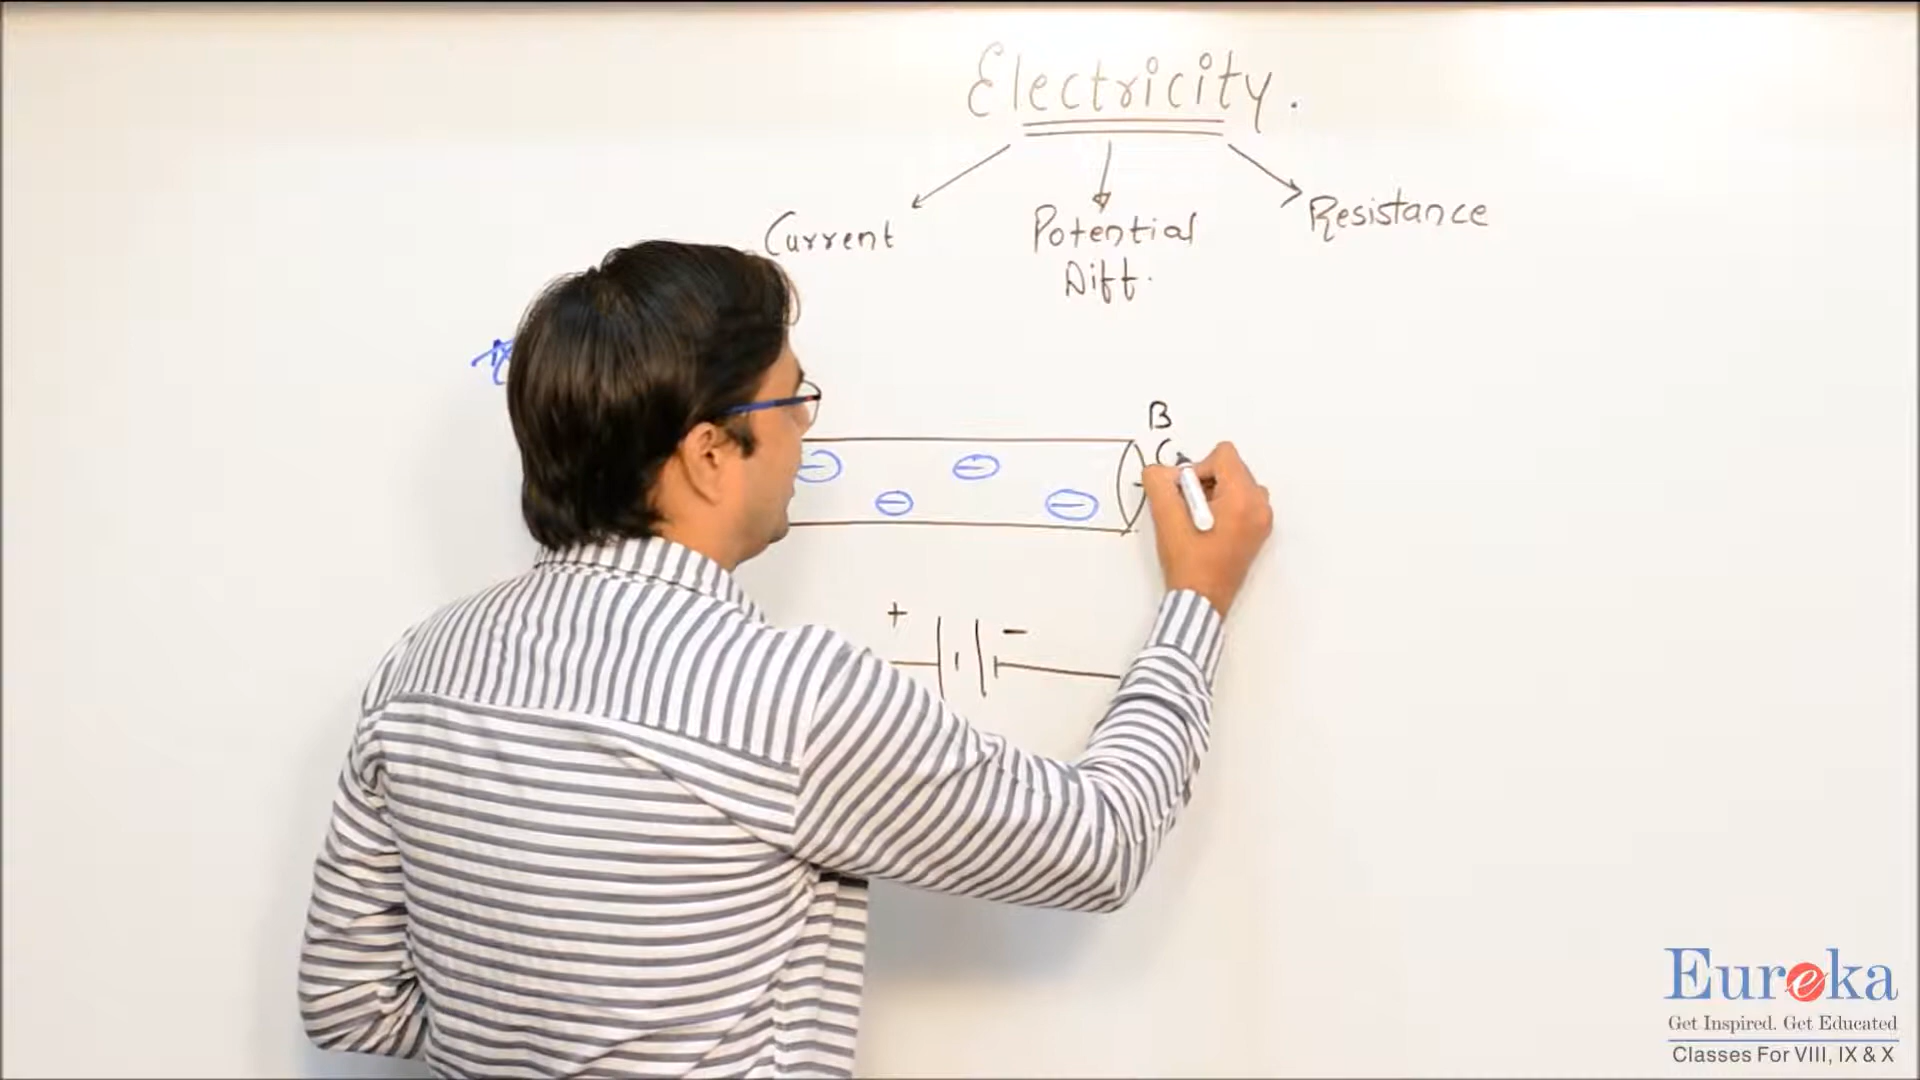 Electricity.
Current
Potential
Diff.
Resistance
B
+
-
Eureka
Get Inspired. Get Educated
Classes For VIII, IX & X